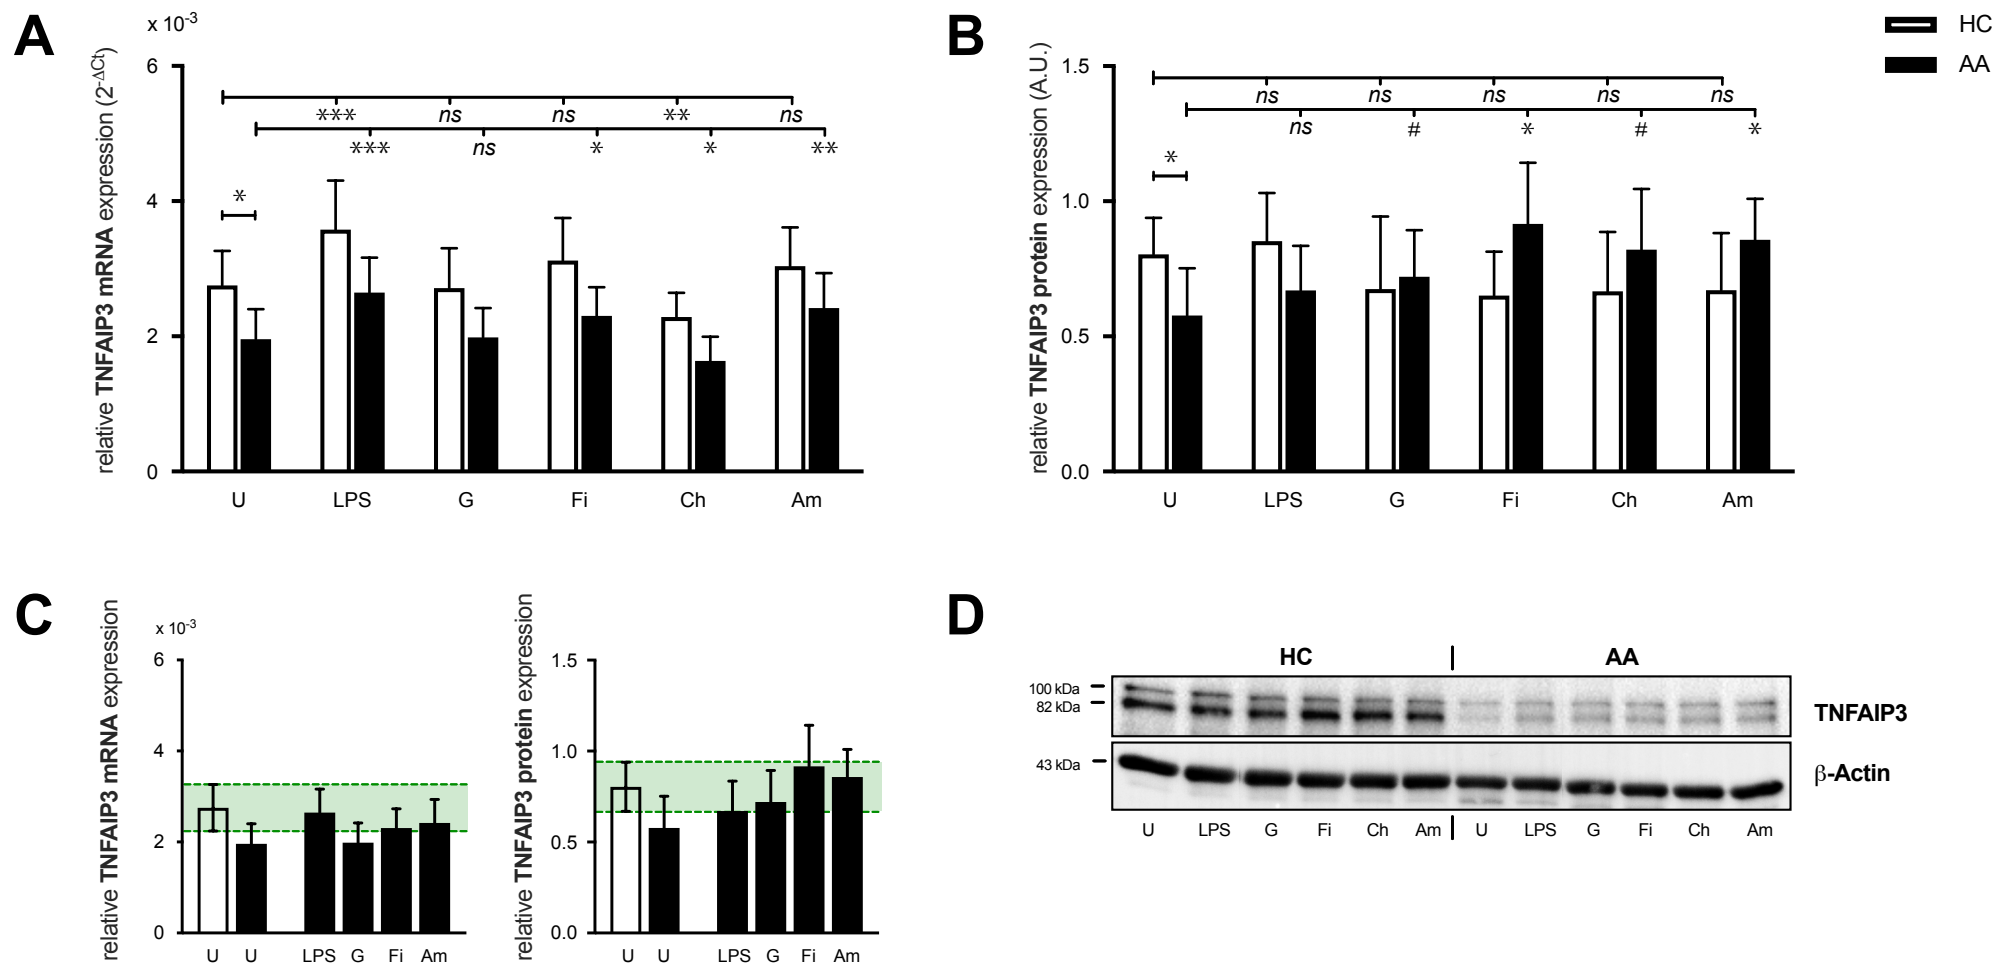 A
x 10-3
relative TNFAIP3 mRNA expression (2-ΔCt)
6
4
2
0
*** ns ns ** ns
*** ns * * **
*
U LPS G Fi Ch Am
B
relative TNFAIP3 protein expression (A.U.)
1.5
1.0
0.5
0.0
ns ns ns ns ns
ns # * # *
*
U LPS G Fi Ch Am
HC
AA
C
x 10-3
relative TNFAIP3 mRNA expression
6
4
2
0
U U LPS G Fi Am
relative TNFAIP3 protein expression
1.5
1.0
0.5
0.0
U U LPS G Fi Am
D
HC | AA
100 kDa
82 kDa
TNFAIP3
43 kDa
β-Actin
U LPS G Fi Ch Am | U LPS G Fi Ch Am